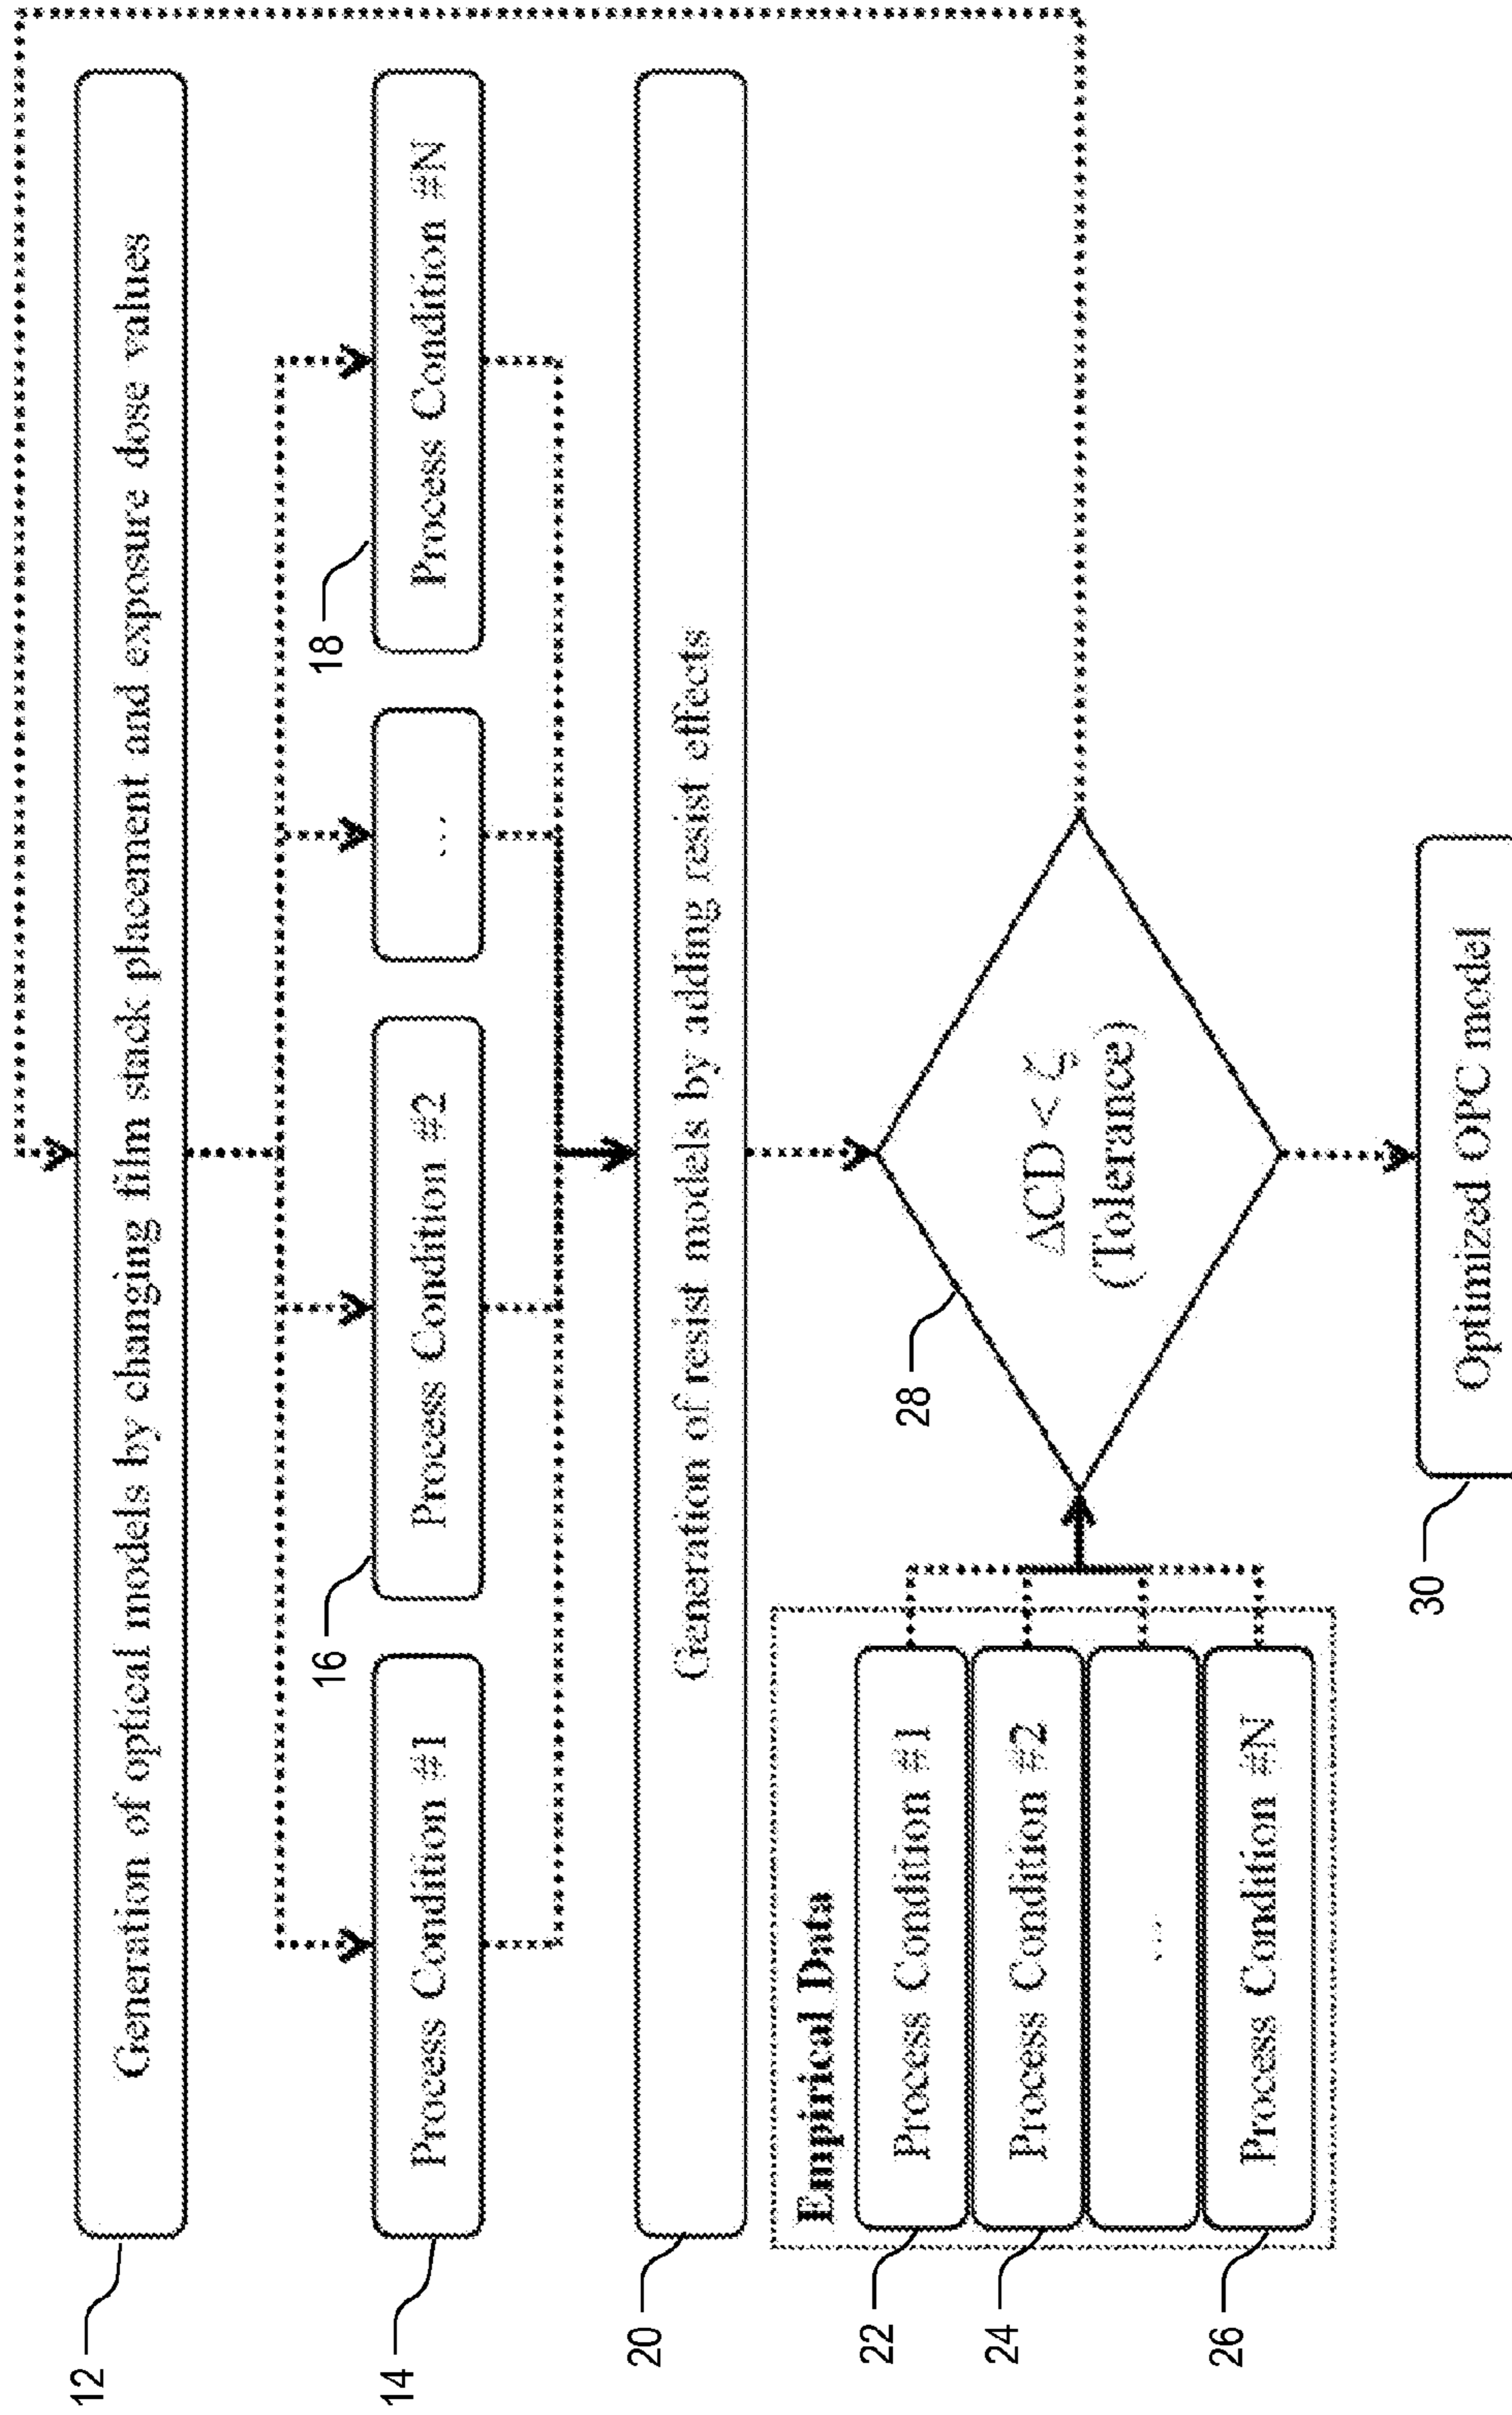 12
Generation of optical models by changing film stack placement and exposure dose values
14
Process Condition #1
16
Process Condition #2
...
18
Process Condition #N
20
Generation of resist models by adding resist effects
Empirical Data
22
Process Condition #1
24
Process Condition #2
...
26
Process Condition #N
28
ΔCD < ζ
(Tolerance)
30
Optimized OPC model